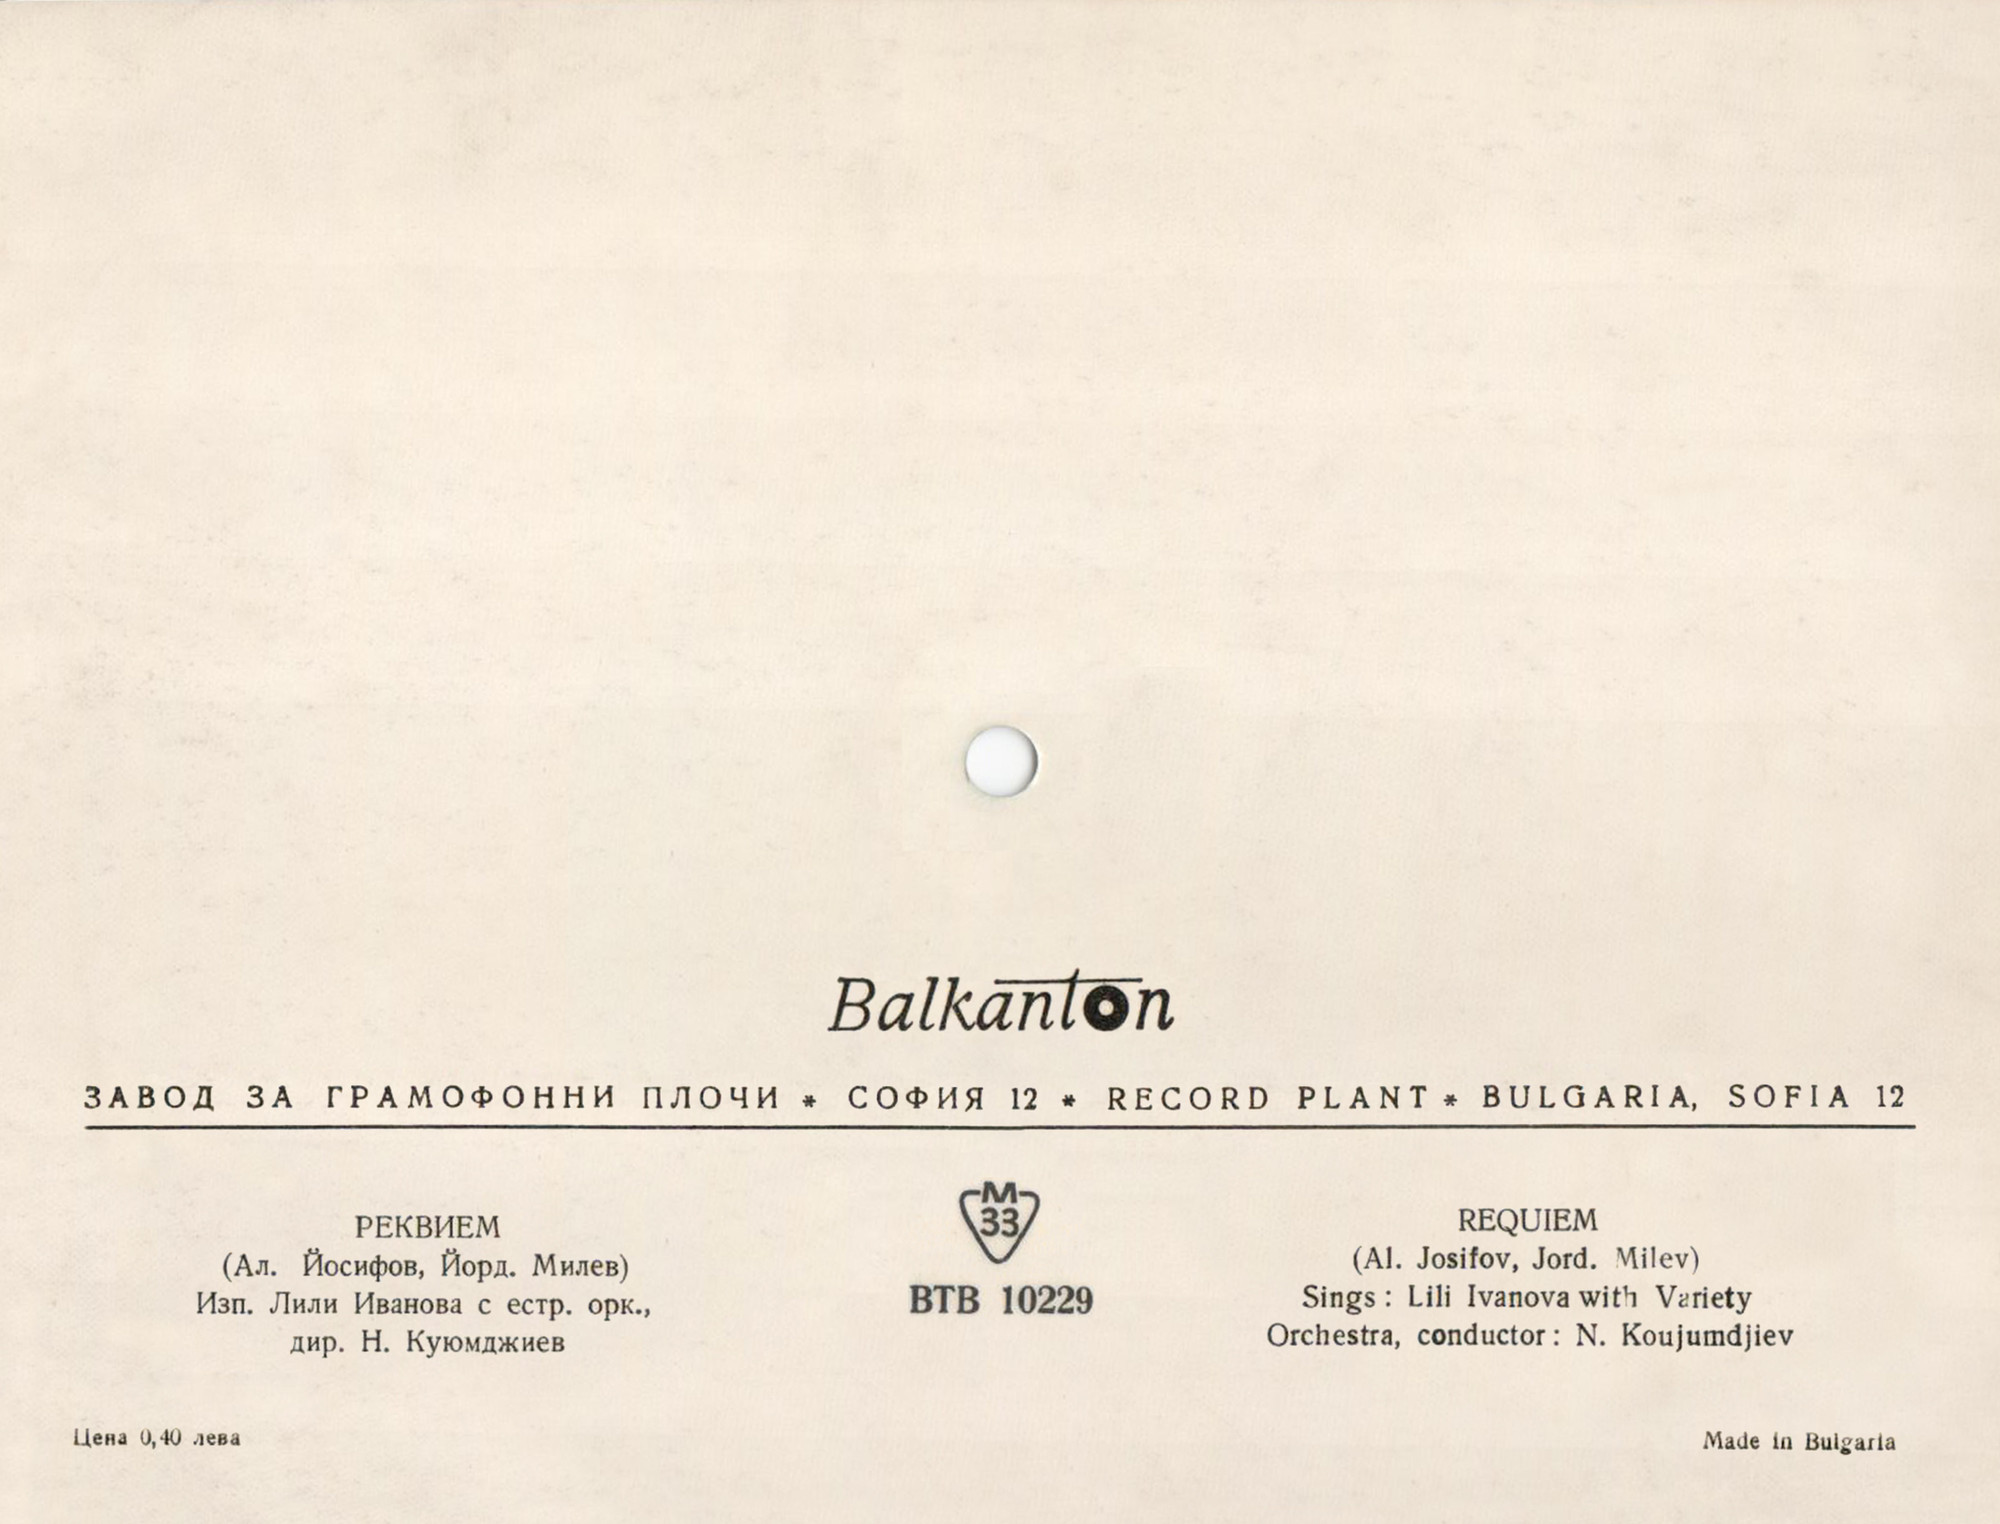 Balkanton
ЗАВОД ЗА ГРАМОФОННИ ПЛОЧИ * СОФИЯ 12 * RECORD PLANT * BULGARIA, SOFIA 12
РЕКВИЕМ
(Ал. Йосифов, Йорд. Милев)
Изп. Лили Иванова с естр. орк.,
дир. Н. Куюмджиев
М
33
ВТВ 10229
REQUIEM
(Al. Josifov, Jord. Milev)
Sings : Lili Ivanova with Variety
Orchestra, conductor : N. Koujumdjiev
Цена 0,40 лева
Made in Bulgaria